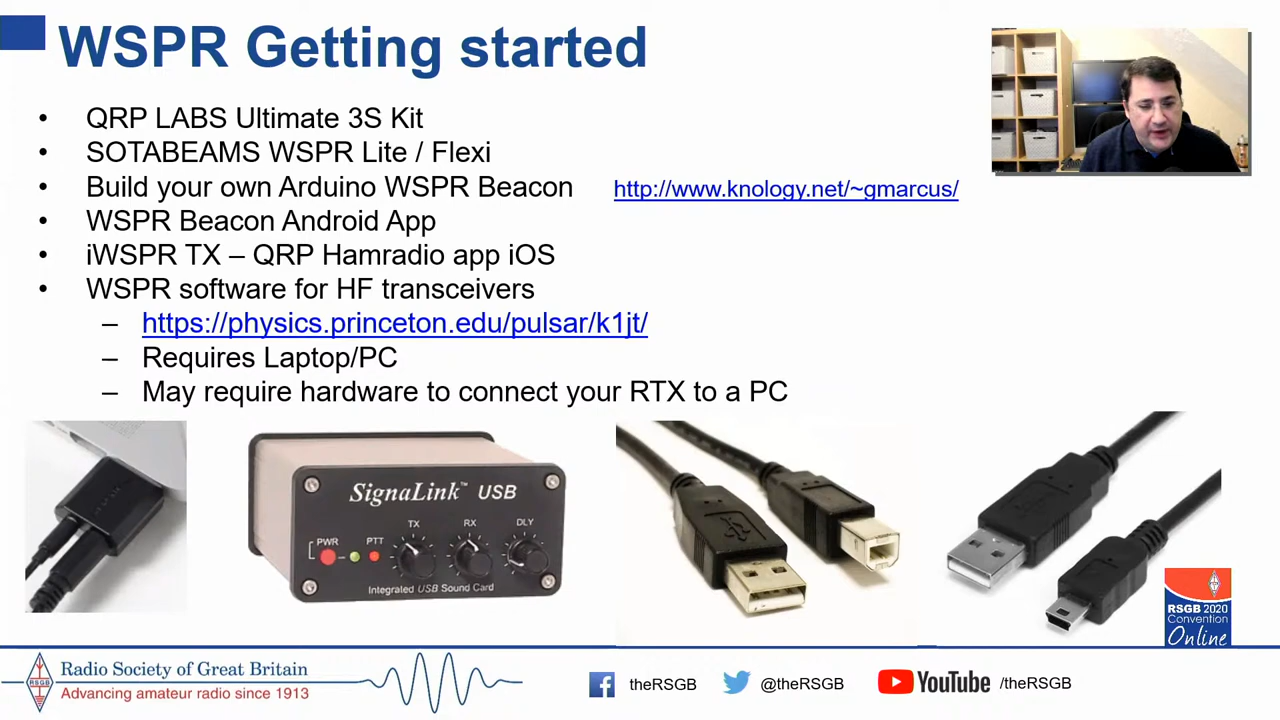 WSPR Getting started
• QRP LABS Ultimate 3S Kit
• SOTABEAMS WSPR Lite / Flexi
• Build your own Arduino WSPR Beacon http://www.knology.net/~gmarcus/
• WSPR Beacon Android App
• iWSPR TX – QRP Hamradio app iOS
• WSPR software for HF transceivers
– https://physics.princeton.edu/pulsar/k1jt/
– Requires Laptop/PC
– May require hardware to connect your RTX to a PC
SignaLink™ USB
TX RX DLY
PWR PTT
Integrated USB Sound Card
RSGB 2020
Convention
Online
RSGB
Radio Society of Great Britain
Advancing amateur radio since 1913
theRSGB
@theRSGB
YouTube /theRSGB